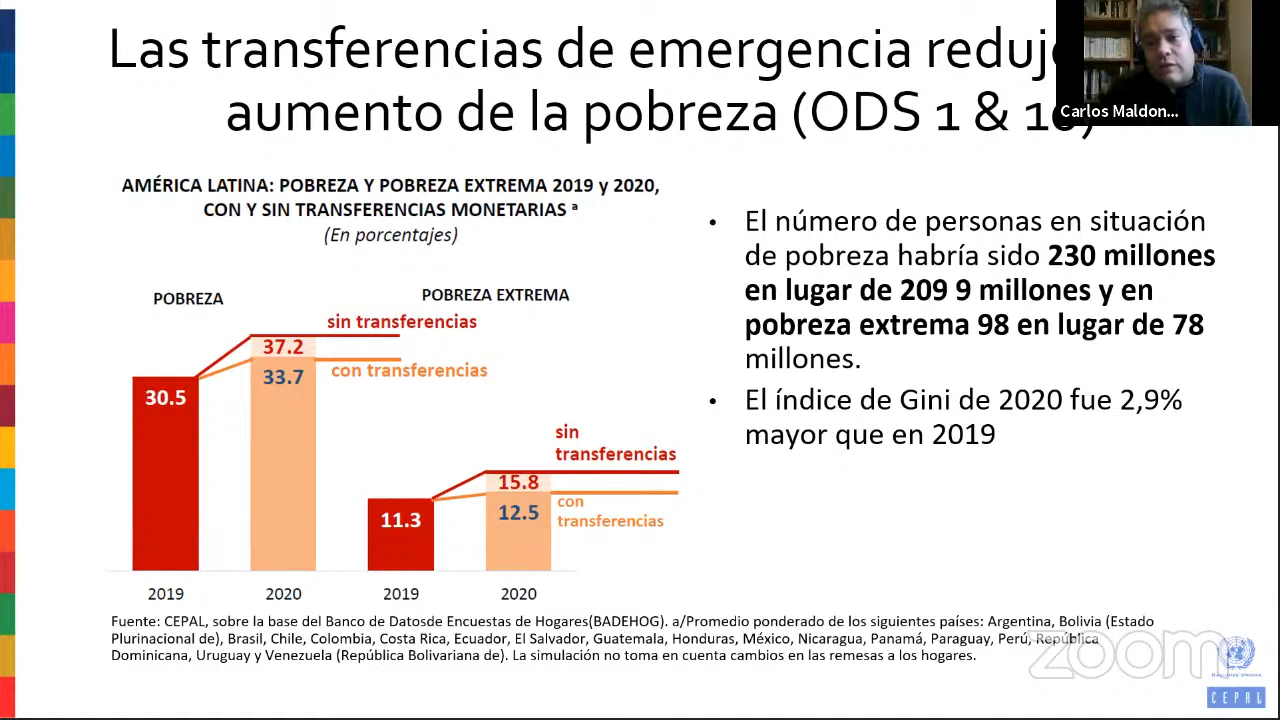 Las transferencias de emergencia reduj
aumento de la pobreza (ODS 1 & 10)
Carlos Maldon...
AMÉRICA LATINA: POBREZA Y POBREZA EXTREMA 2019 y 2020,
CON Y SIN TRANSFERENCIAS MONETARIAS ª
(En porcentajes)
POBREZA
POBREZA EXTREMA
sin transferencias
37.2
con transferencias
33.7
30.5
sin
transferencias
15.8
con
transferencias
12.5
11.3
2019
2020
2019
2020
• El número de personas en situación
de pobreza habría sido 230 millones
en lugar de 209 9 millones y en
pobreza extrema 98 en lugar de 78
millones.
• El índice de Gini de 2020 fue 2,9%
mayor que en 2019
Fuente: CEPAL, sobre la base del Banco de Datosde Encuestas de Hogares(BADEHOG). a/Promedio ponderado de los siguientes países: Argentina, Bolivia (Estado
Plurinacional de), Brasil, Chile, Colombia, Costa Rica, Ecuador, El Salvador, Guatemala, Honduras, México, Nicaragua, Panamá, Paraguay, Perú, República
Dominicana, Uruguay y Venezuela (República Bolivariana de). La simulación no toma en cuenta cambios en las remesas a los hogares.
zoom
NACIONES UNIDAS
CEPAL